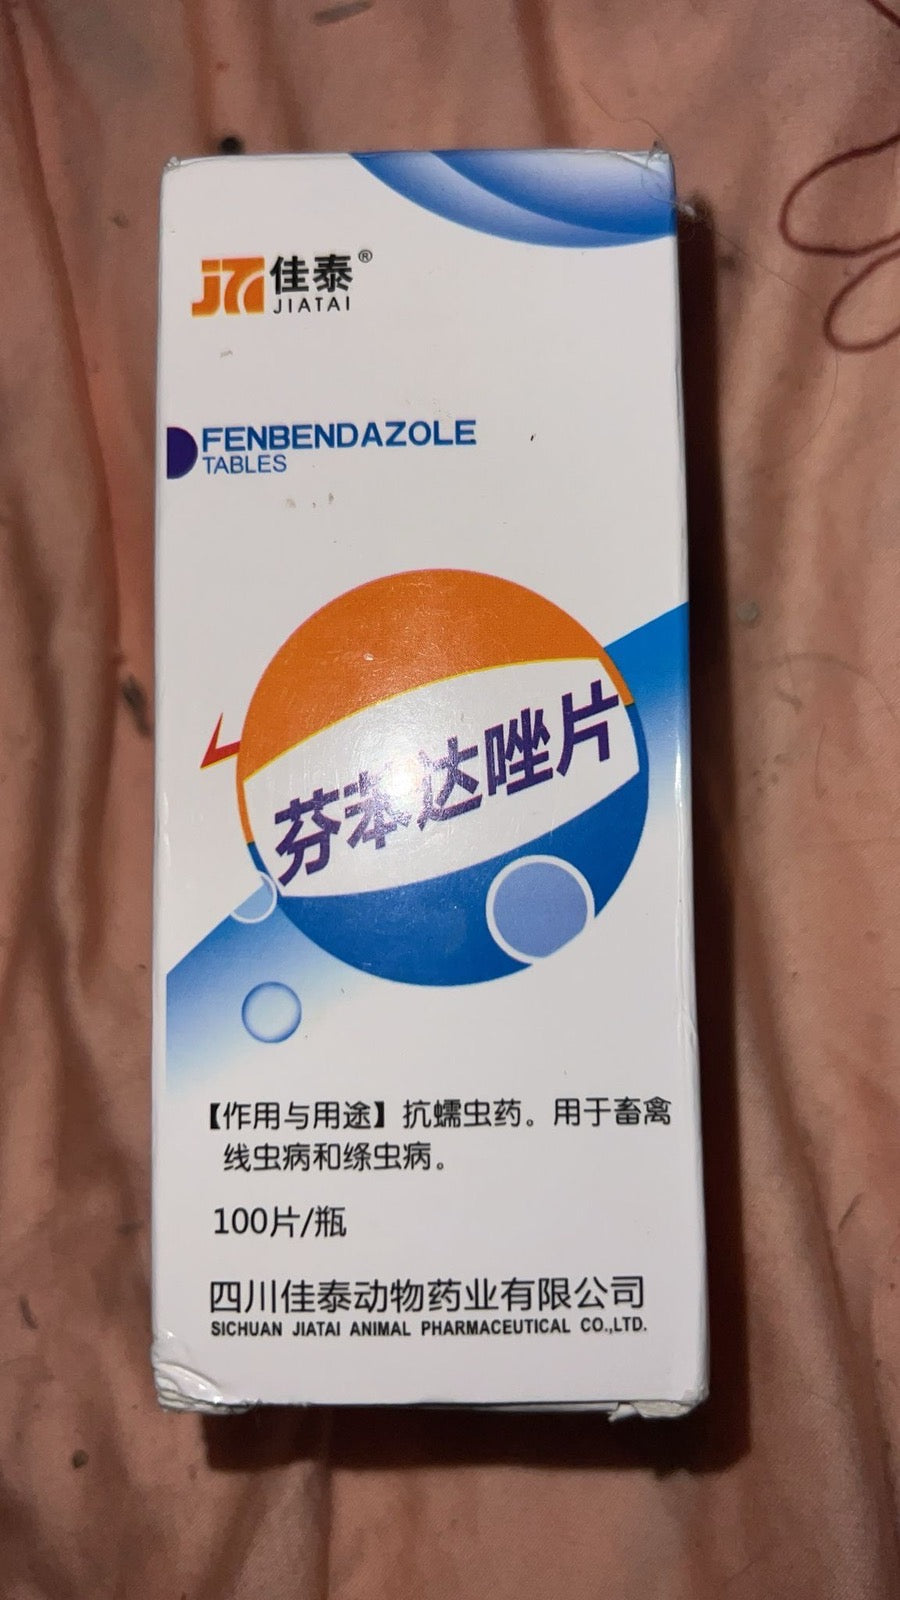 佳泰®
JIATAI
FENBENDAZOLE
TABLES
芬苯达唑片
【作用与用途】抗蠕虫药。用于畜禽
线虫病和绦虫病。
100片/瓶
四川佳泰动物药业有限公司
SICHUAN JIATAI ANIMAL PHARMACEUTICAL CO.,LTD.